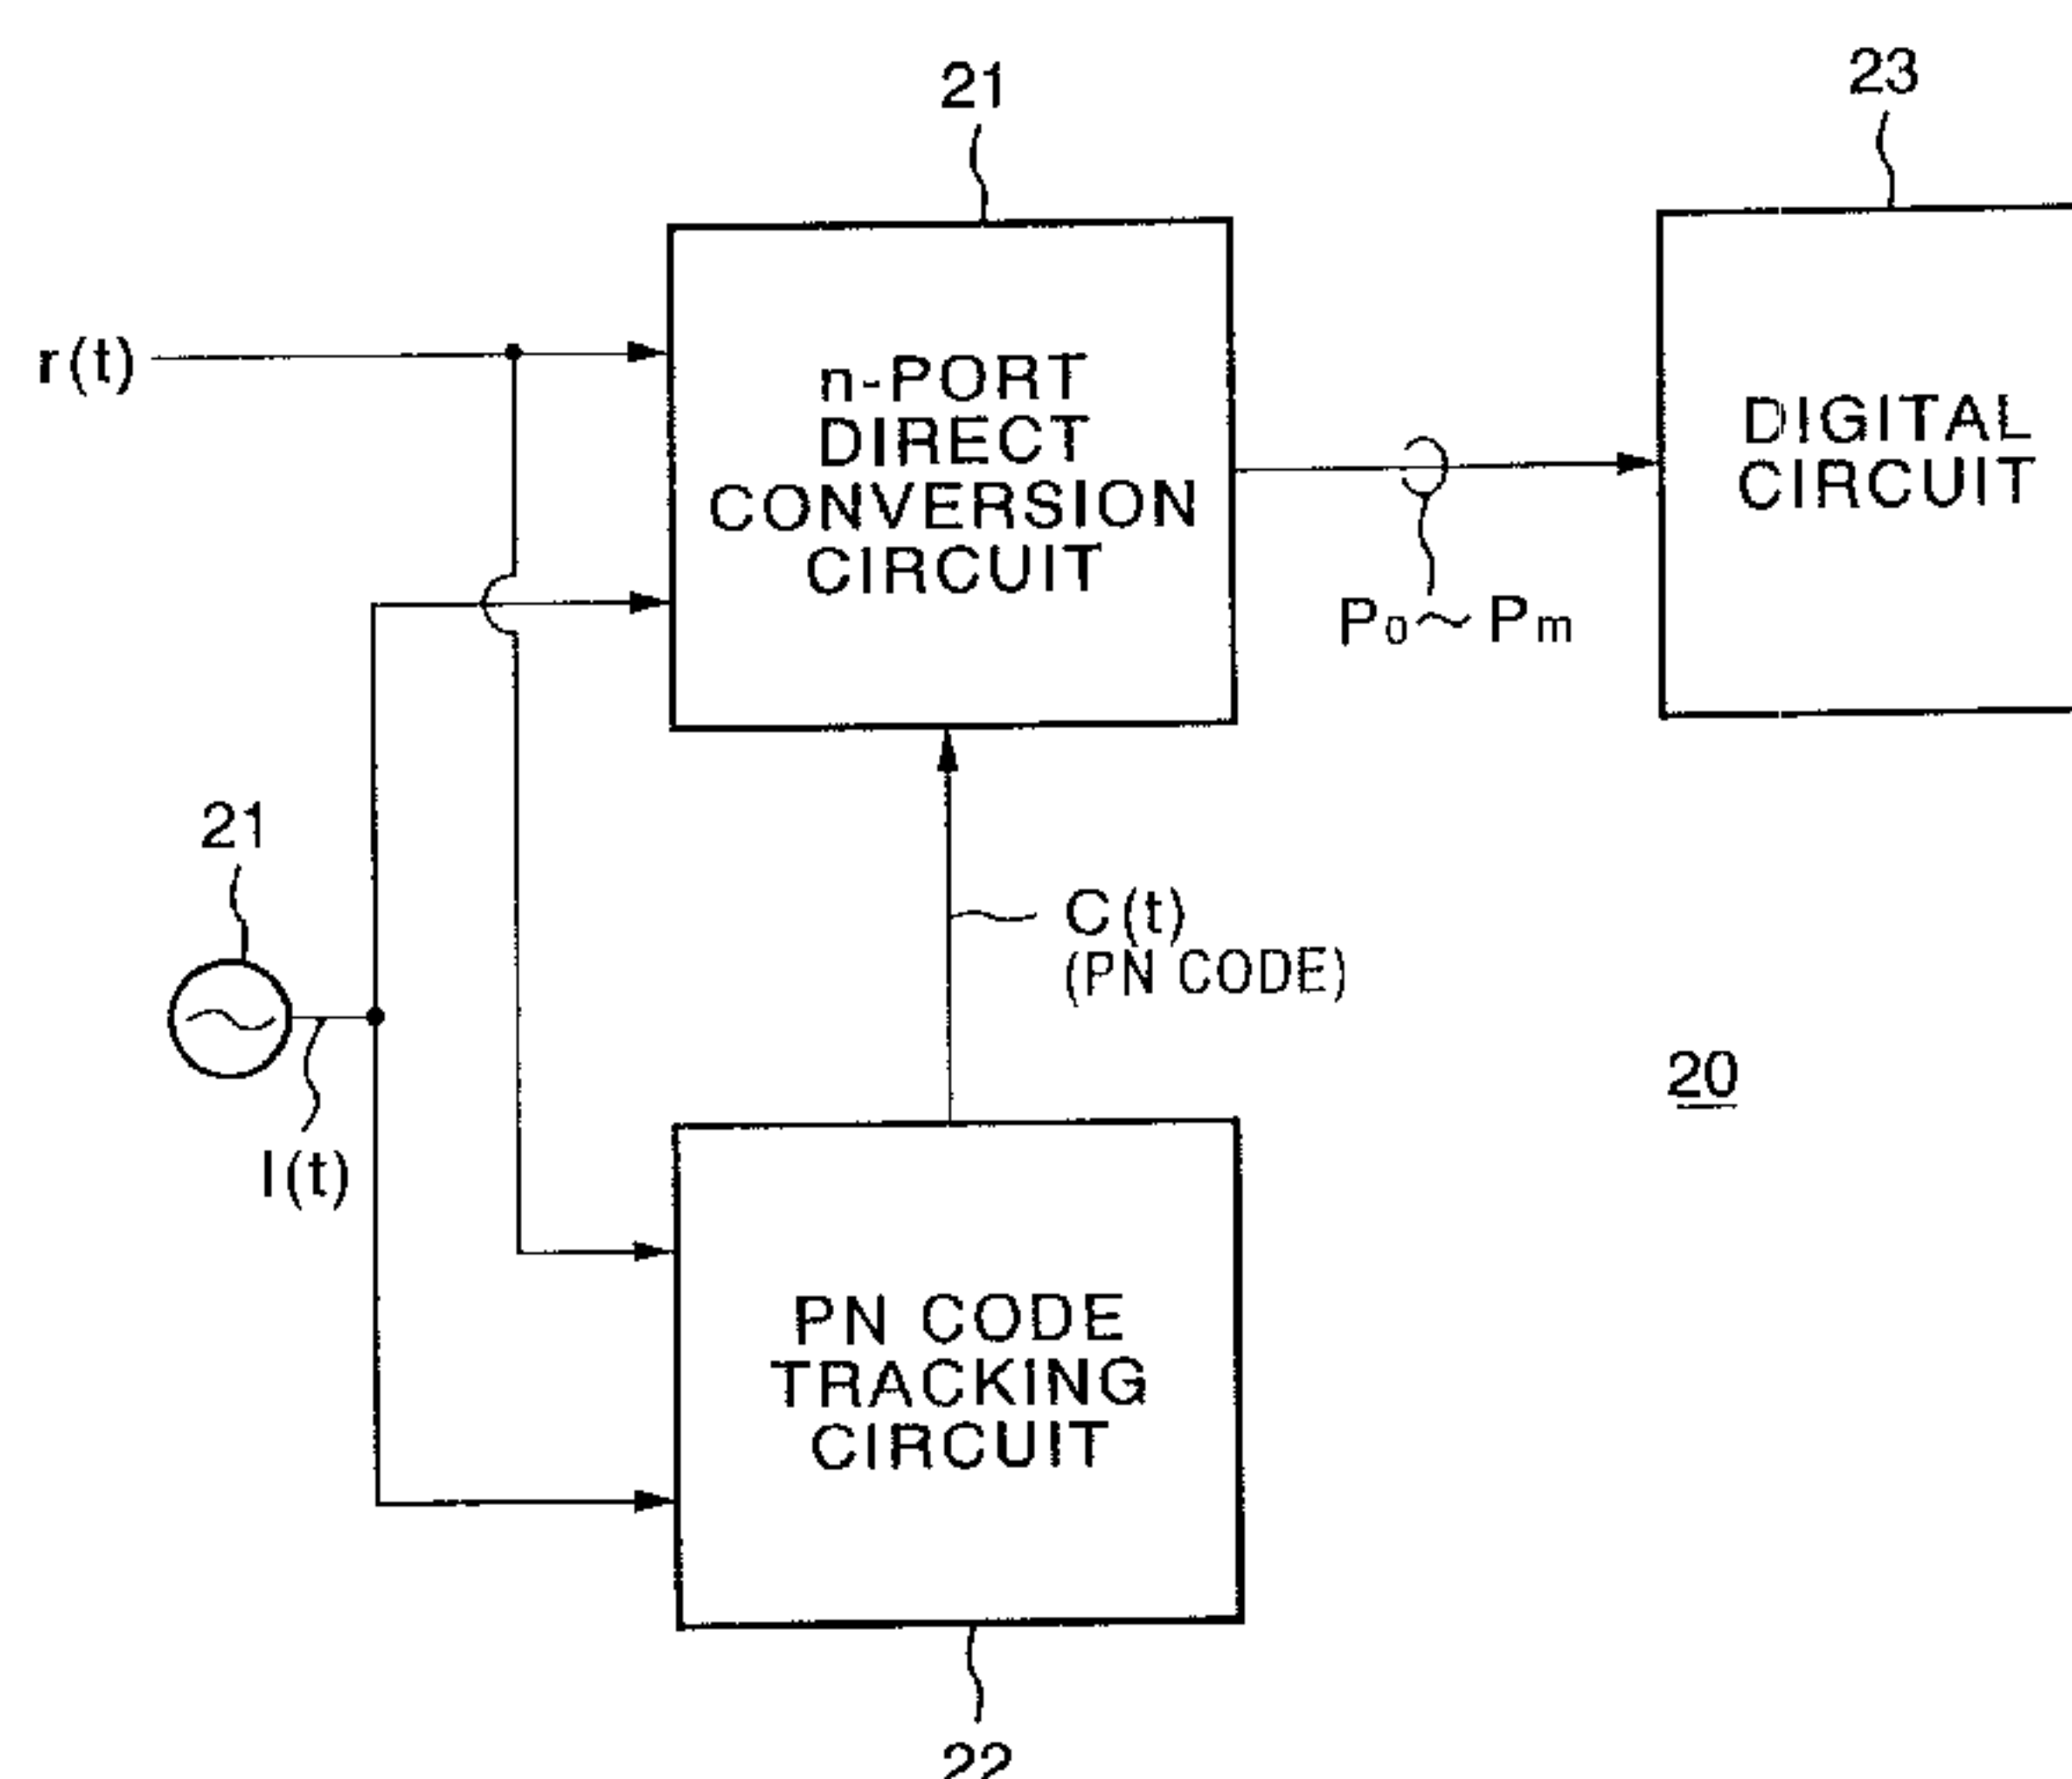 21
23
r(t)
n-PORT
DIRECT
CONVERSION
CIRCUIT
DIGITAL
CIRCUIT
P0~Pm
21
C(t)
(PN CODE)
20
l(t)
PN CODE
TRACKING
CIRCUIT
22